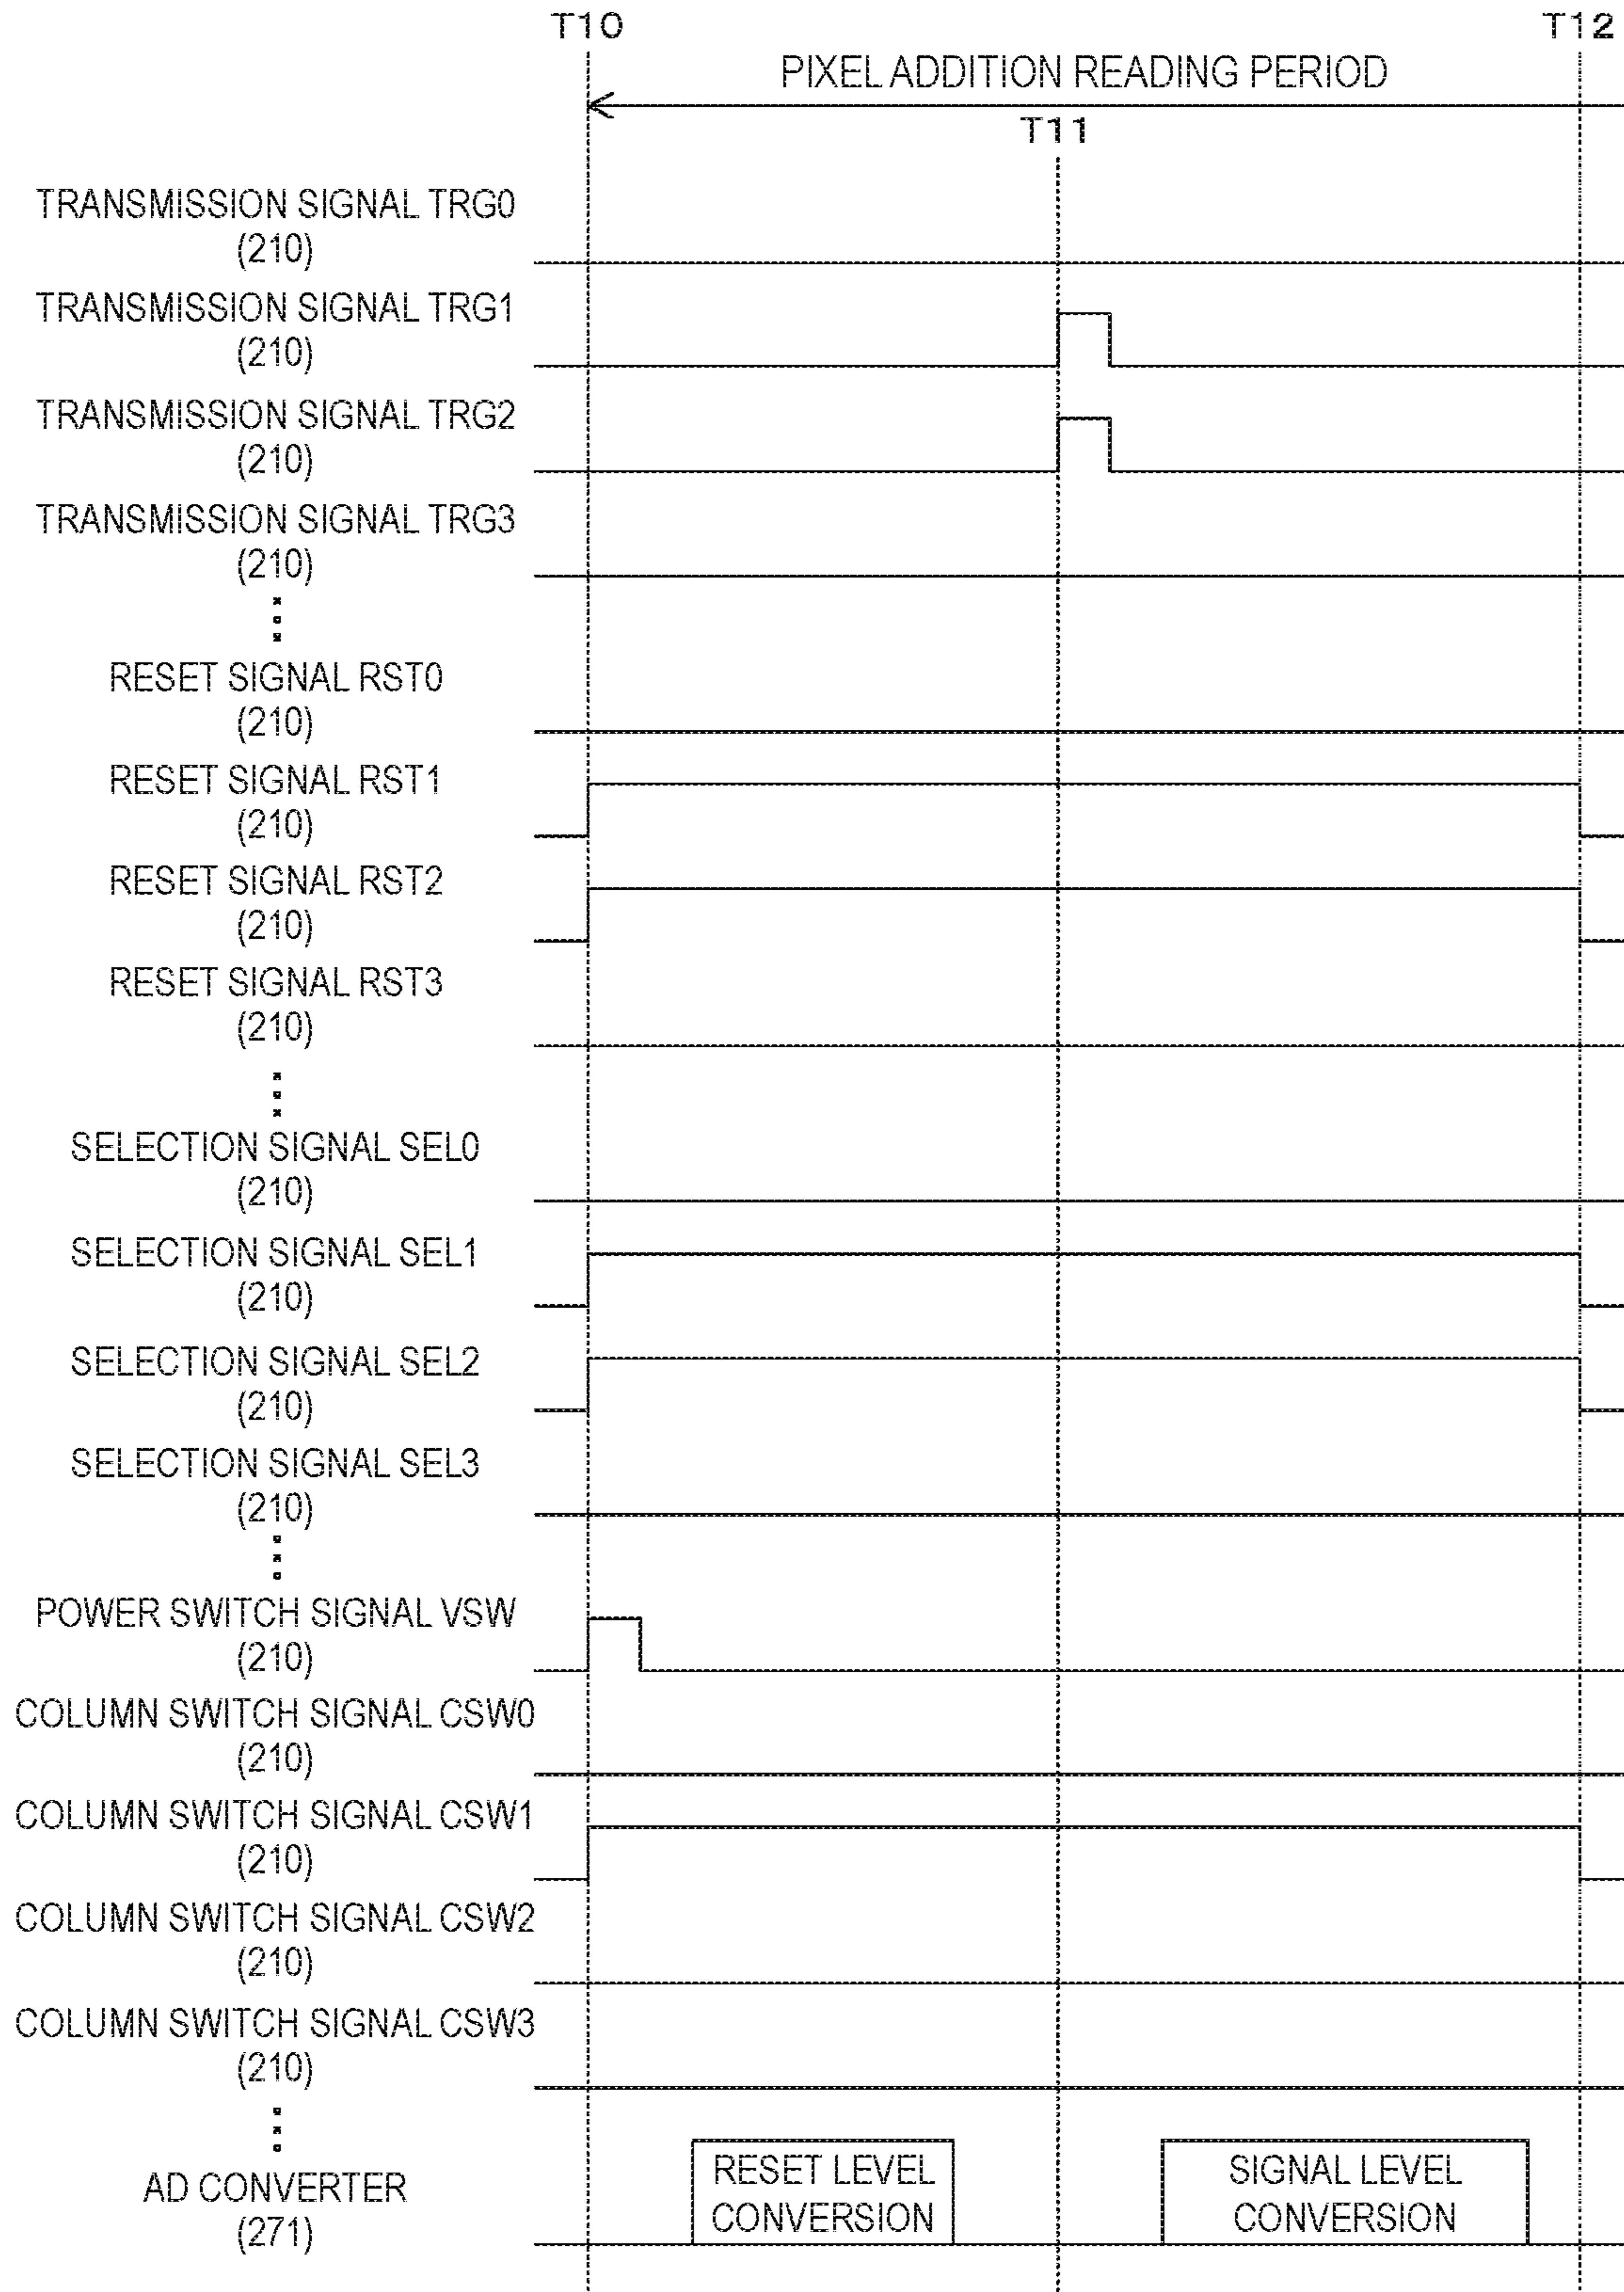 T10
T12
PIXEL ADDITION READING PERIOD
T11
TRANSMISSION SIGNAL TRG0
(210)
TRANSMISSION SIGNAL TRG1
(210)
TRANSMISSION SIGNAL TRG2
(210)
TRANSMISSION SIGNAL TRG3
(210)
RESET SIGNAL RST0
(210)
RESET SIGNAL RST1
(210)
RESET SIGNAL RST2
(210)
RESET SIGNAL RST3
(210)
SELECTION SIGNAL SEL0
(210)
SELECTION SIGNAL SEL1
(210)
SELECTION SIGNAL SEL2
(210)
SELECTION SIGNAL SEL3
(210)
POWER SWITCH SIGNAL VSW
(210)
COLUMN SWITCH SIGNAL CSW0
(210)
COLUMN SWITCH SIGNAL CSW1
(210)
COLUMN SWITCH SIGNAL CSW2
(210)
COLUMN SWITCH SIGNAL CSW3
(210)
AD CONVERTER
(271)
RESET LEVEL
CONVERSION
SIGNAL LEVEL
CONVERSION